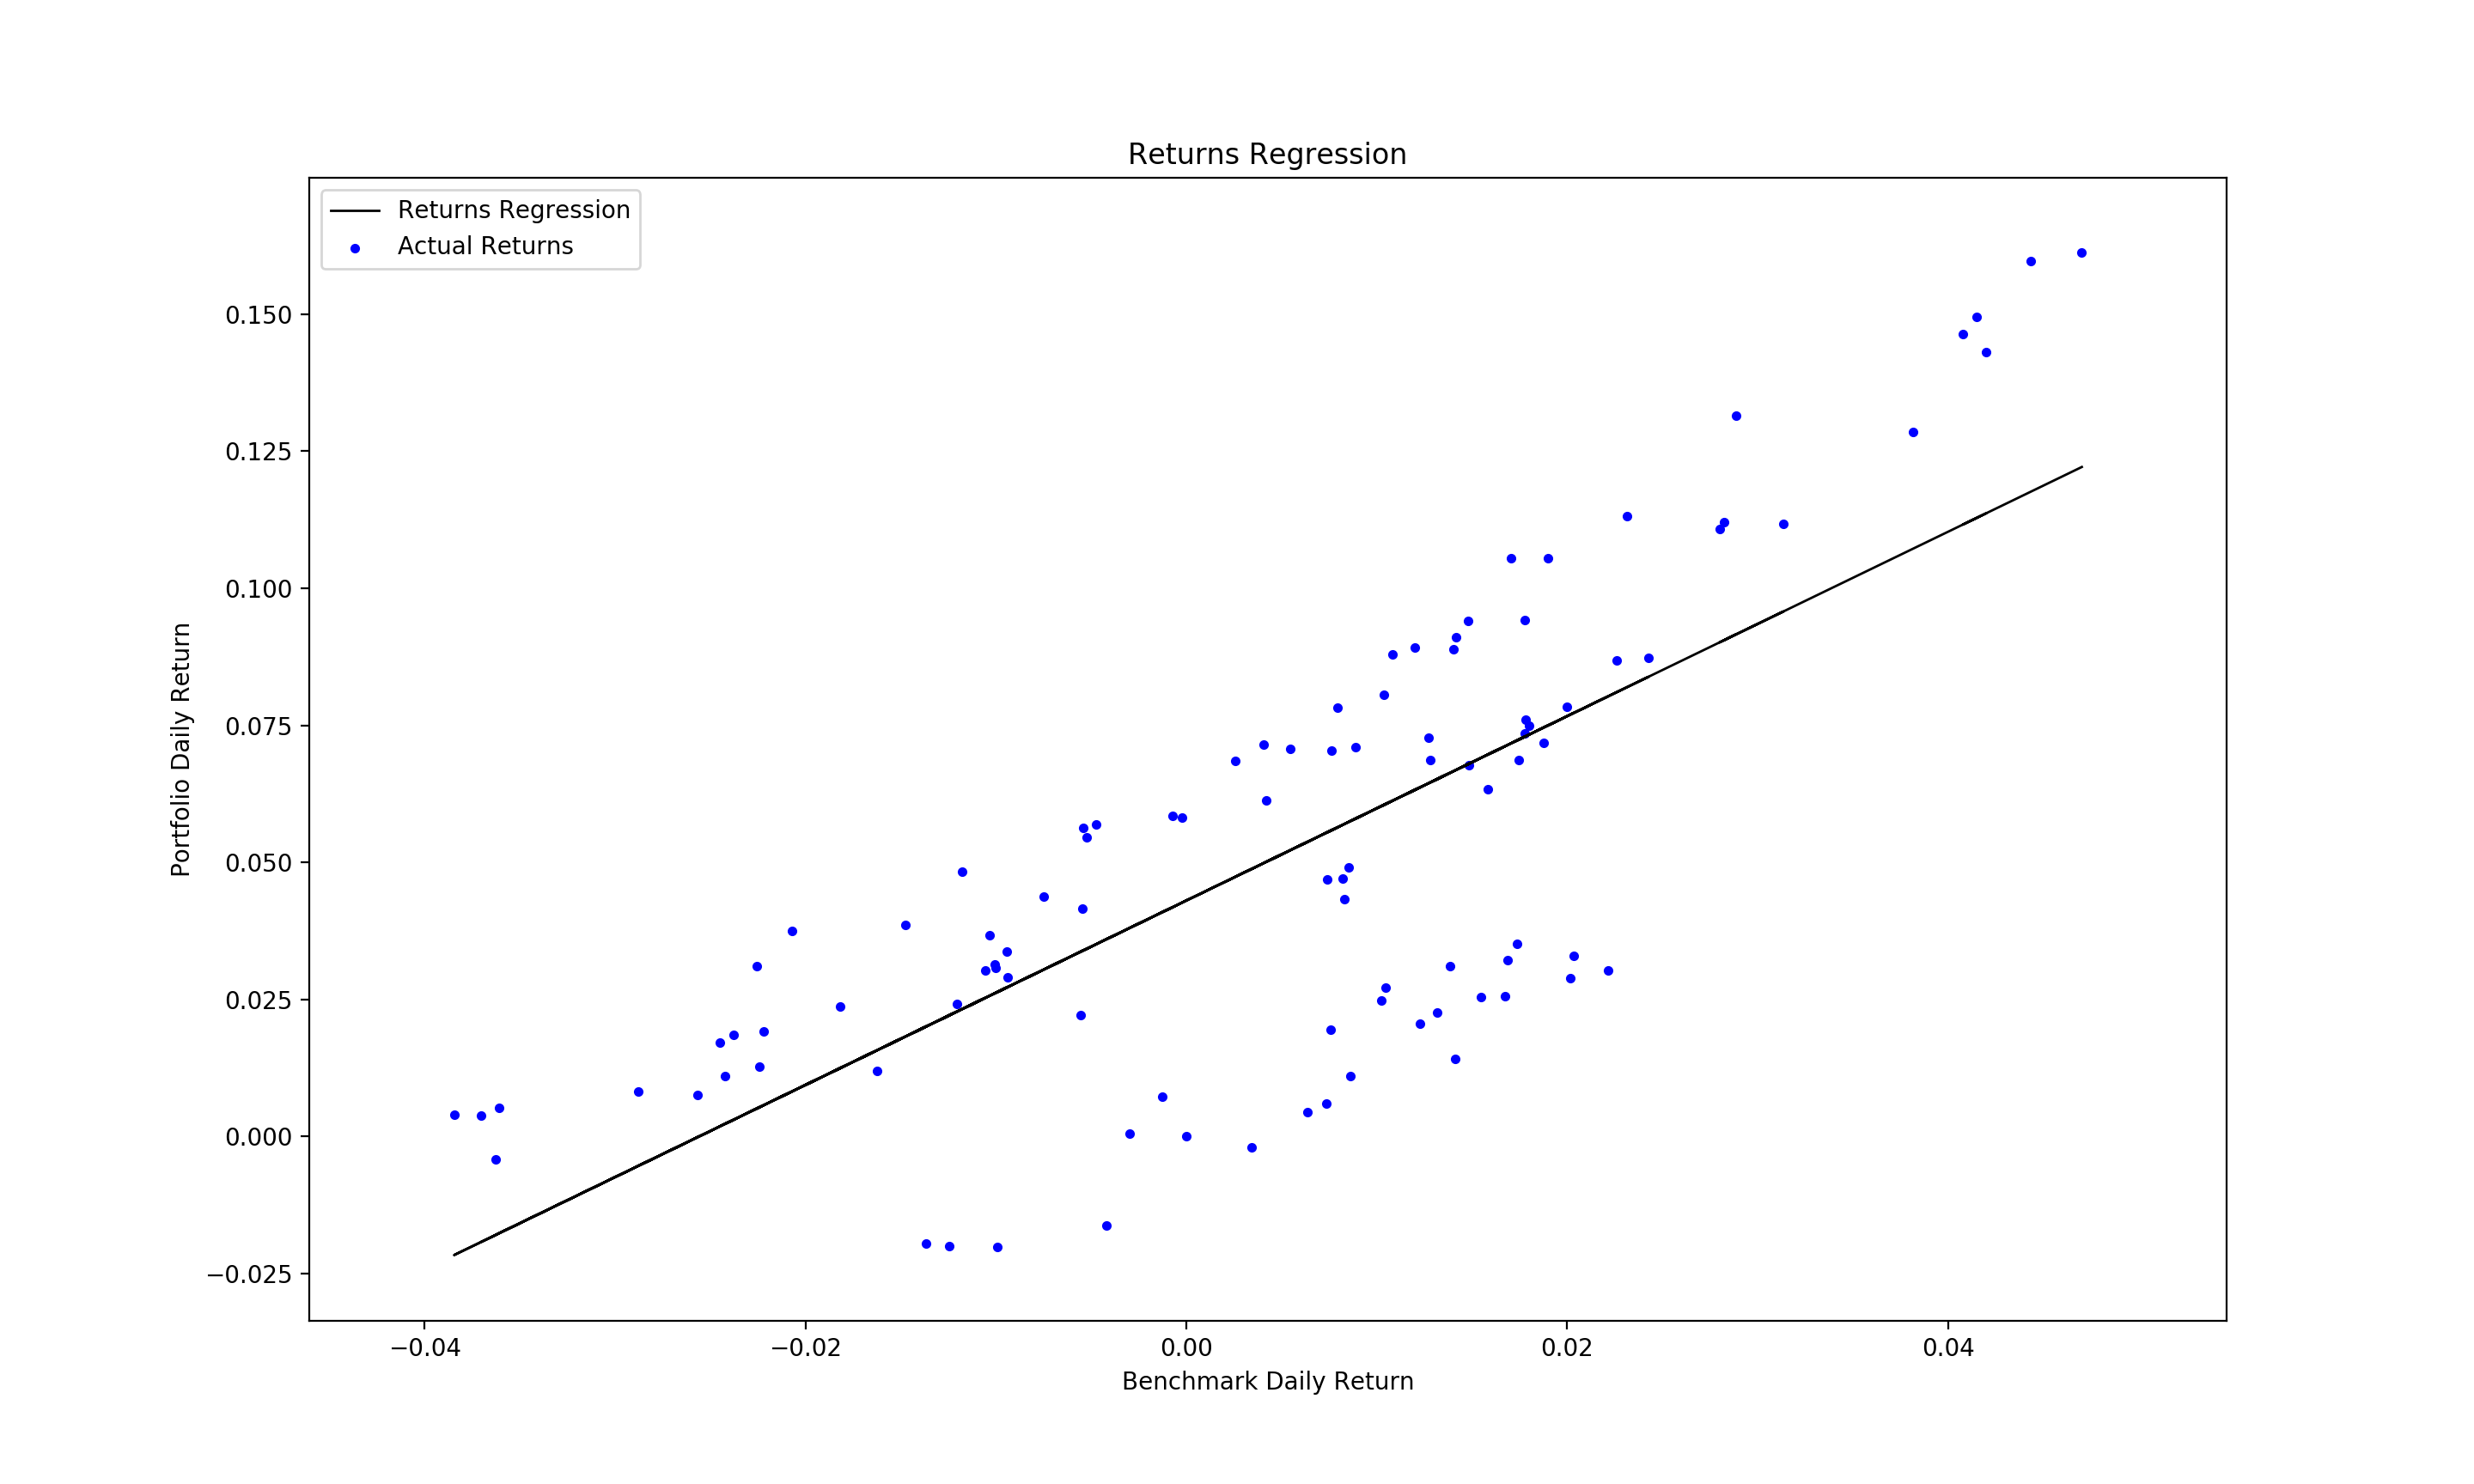 Returns Regression
Returns Regression
Actual Returns
0.150
0.125
0.100
0.075
0.050
0.025
0.000
−0.025
Portfolio Daily Return
−0.04 −0.02 0.00 0.02 0.04
Benchmark Daily Return